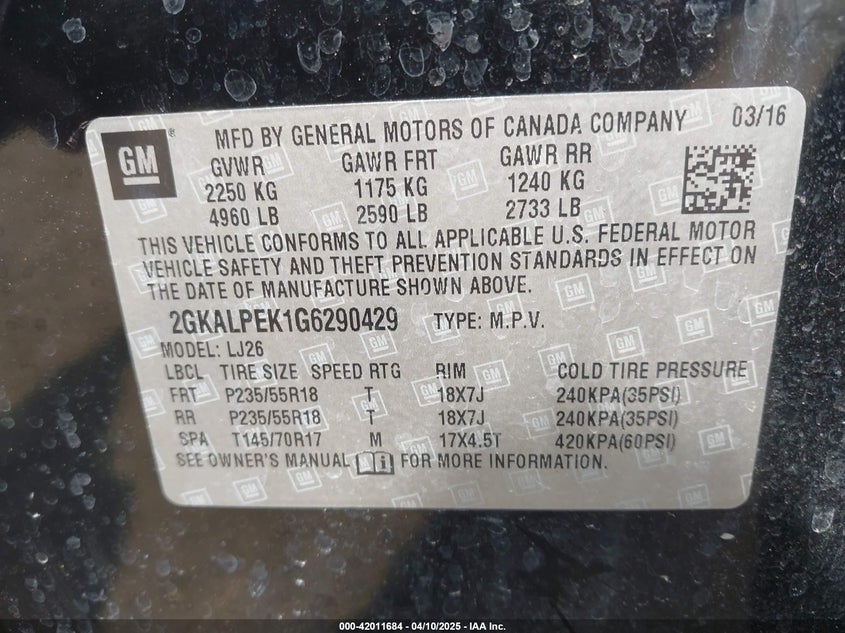 GM ® MFD BY GENERAL MOTORS OF CANADA COMPANY 03/16
GVWR GAWR FRT GAWR RR
2250 KG 1175 KG 1240 KG
4960 LB 2590 LB 2733 LB
THIS VEHICLE CONFORMS TO ALL APPLICABLE U.S. FEDERAL MOTOR
VEHICLE SAFETY AND THEFT PREVENTION STANDARDS IN EFFECT ON
THE DATE OF MANUFACTURE SHOWN ABOVE.
2GKALPEK1G6290429 TYPE: M.P.V.
MODEL: LJ26
LBCL TIRE SIZE SPEED RTG RIM COLD TIRE PRESSURE
FRT P235/55R18 T 18X7J 240KPA(35PSI)
RR P235/55R18 T 18X7J 240KPA(35PSI)
SPA T145/70R17 M 17X4.5T 420KPA(60PSI)
SEE OWNER'S MANUAL i FOR MORE INFORMATION.
000-42011684 - 04/10/2025 - IAA Inc.